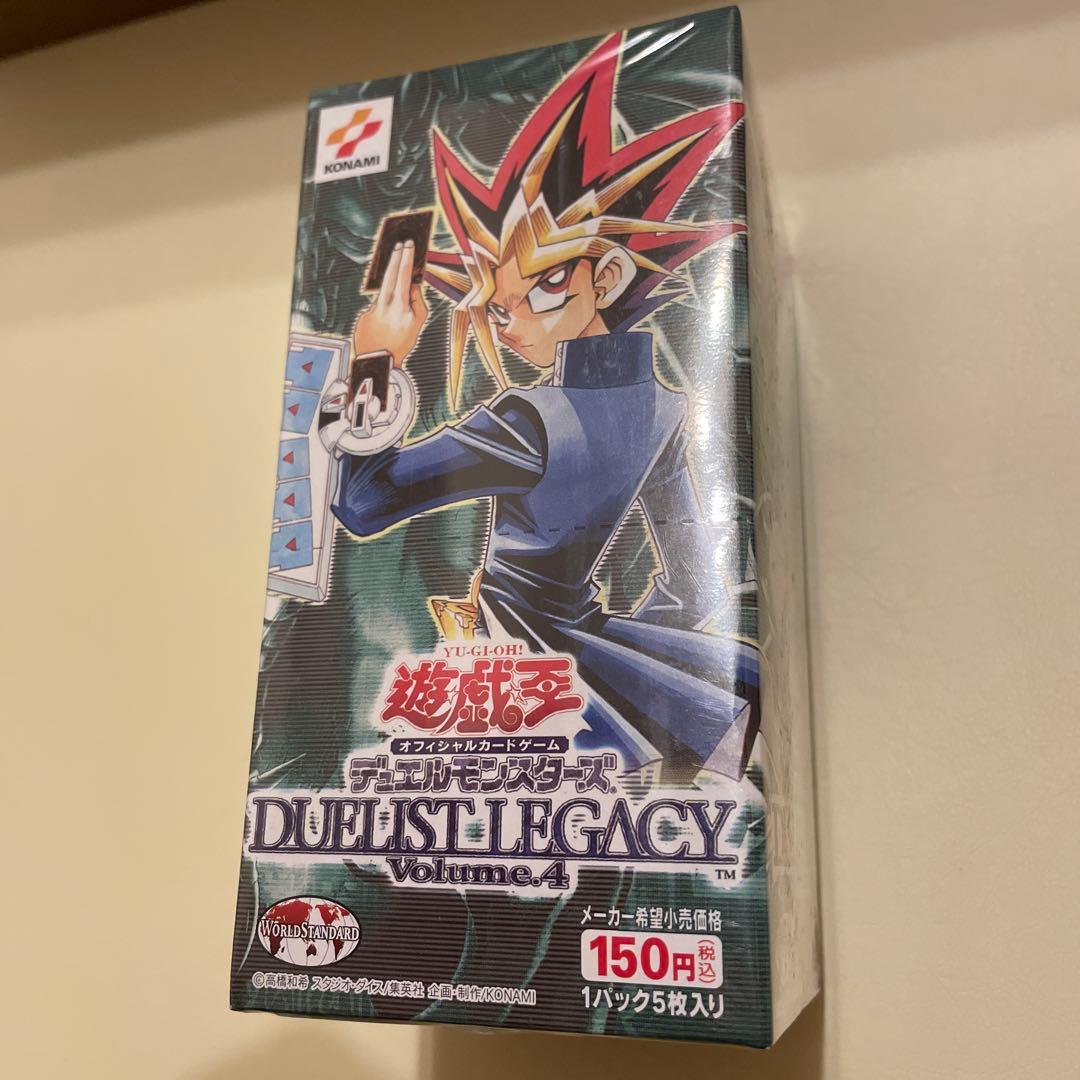 KONAMI
YU-GI-OH!
遊戯王
オフィシャルカードゲーム
デュエルモンスターズ®
DUELIST LEGACY™
Volume.4
WORLD STANDARD
メーカー希望小売価格
150円(税込)
1パック5枚入り
©高橋和希 スタジオ・ダイス/集英社 企画・制作/KONAMI